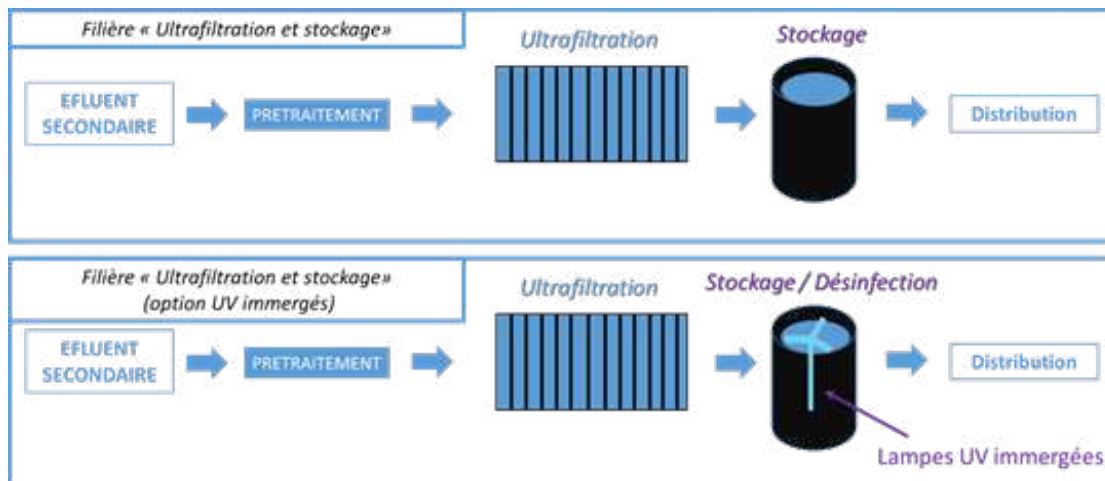 Filière « Ultrafiltration et stockage»
Ultrafiltration
Stockage
EFLUENT
SECONDAIRE
PRETRAITEMENT
Distribution
Filière « Ultrafiltration et stockage»
(option UV immergés)
Ultrafiltration
Stockage / Désinfection
EFLUENT
SECONDAIRE
PRETRAITEMENT
Distribution
Lampes UV immergées